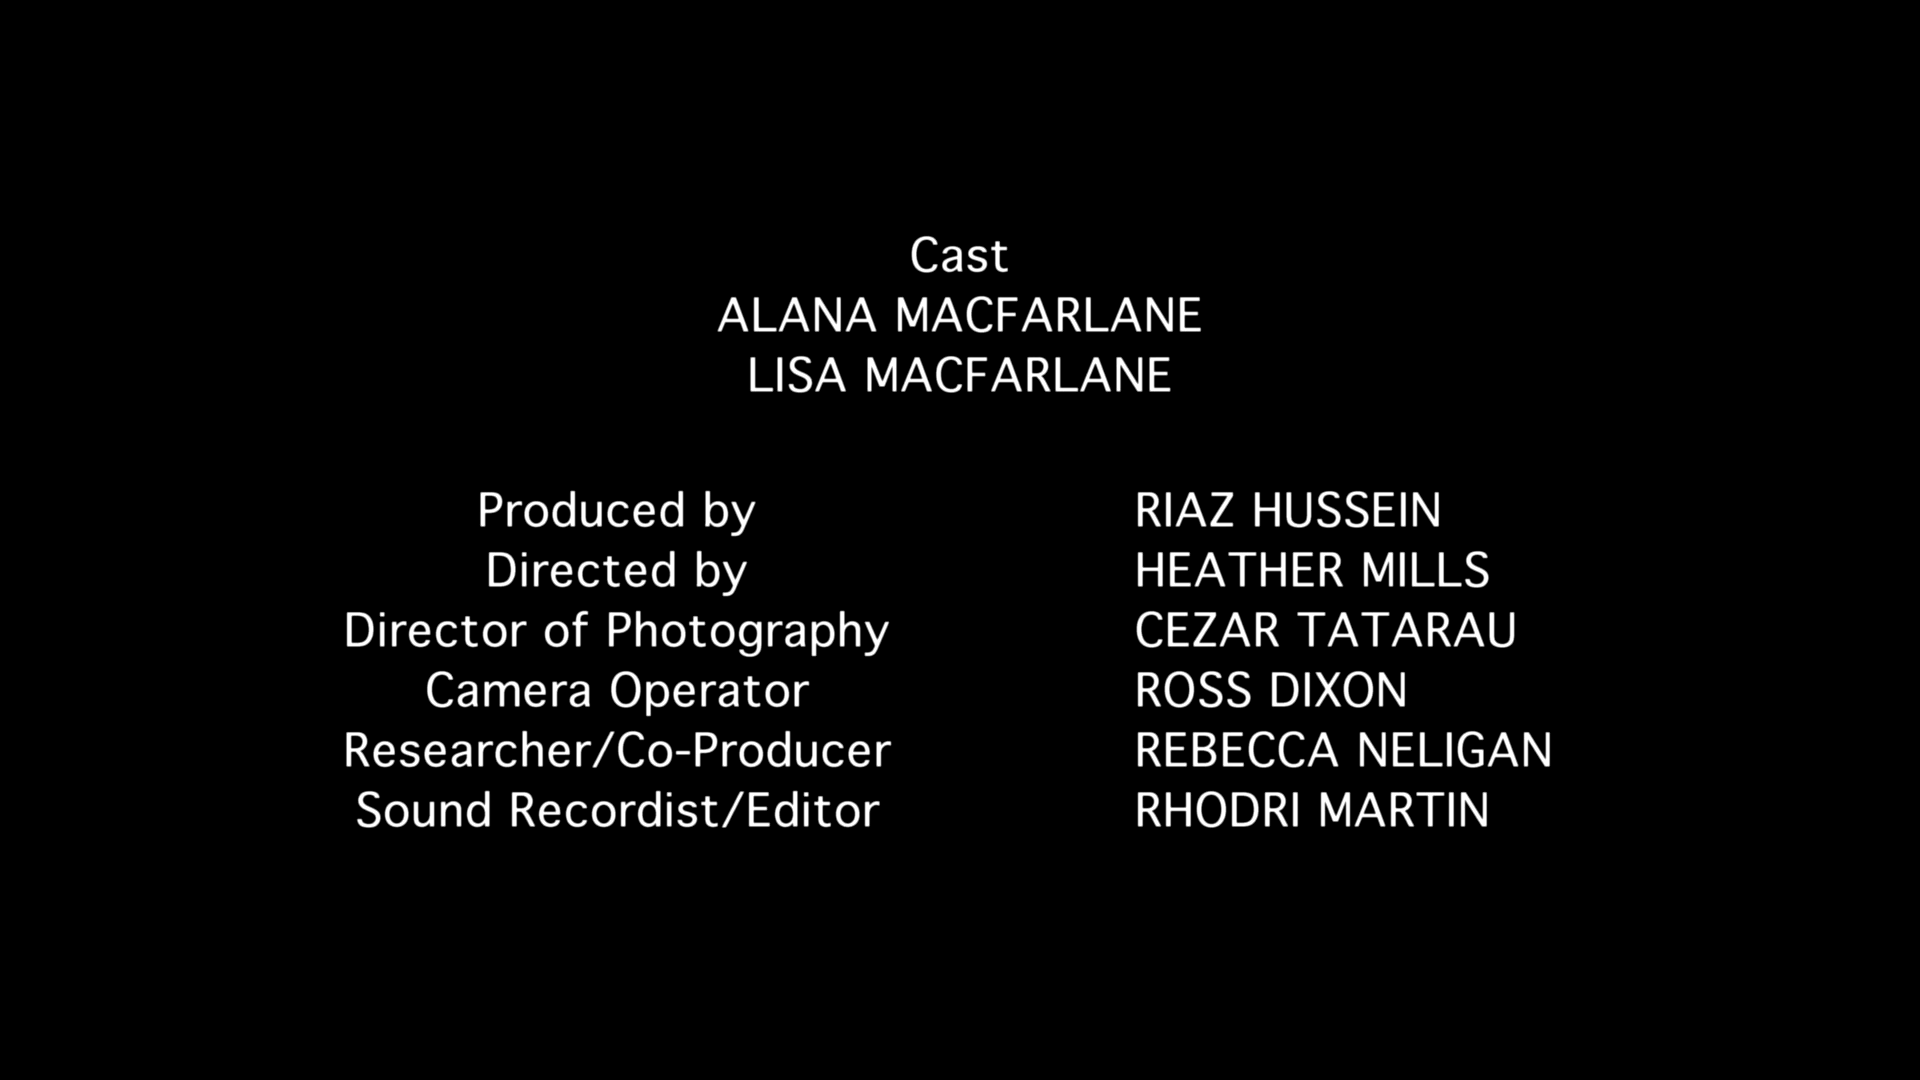 Cast
ALANA MACFARLANE
LISA MACFARLANE
Produced by RIAZ HUSSEIN
Directed by HEATHER MILLS
Director of Photography CEZAR TATARAU
Camera Operator ROSS DIXON
Researcher/Co-Producer REBECCA NELIGAN
Sound Recordist/Editor RHODRI MARTIN